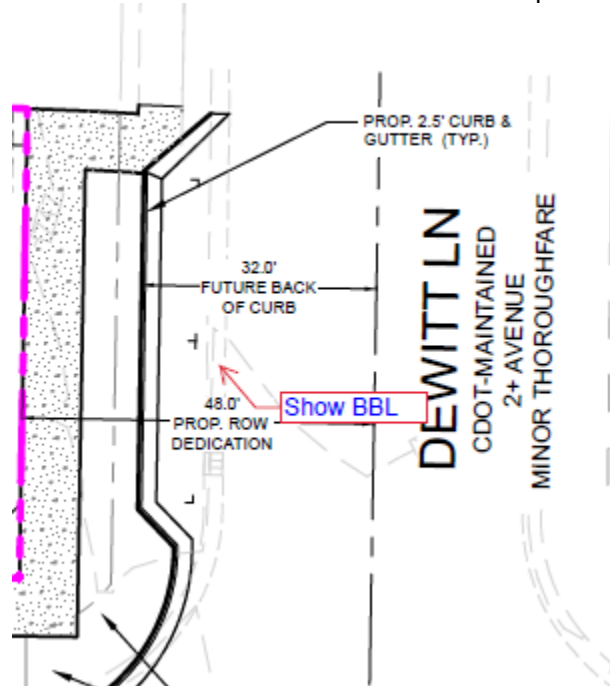 PROP. 2.5' CURB &
GUTTER (TYP.)
32.0'
FUTURE BACK
OF CURB
Show BBL
48.0'
PROP. ROW
DEDICATION
DEWITT LN
CDOT-MAINTAINED
2+ AVENUE
MINOR THOROUGHFARE